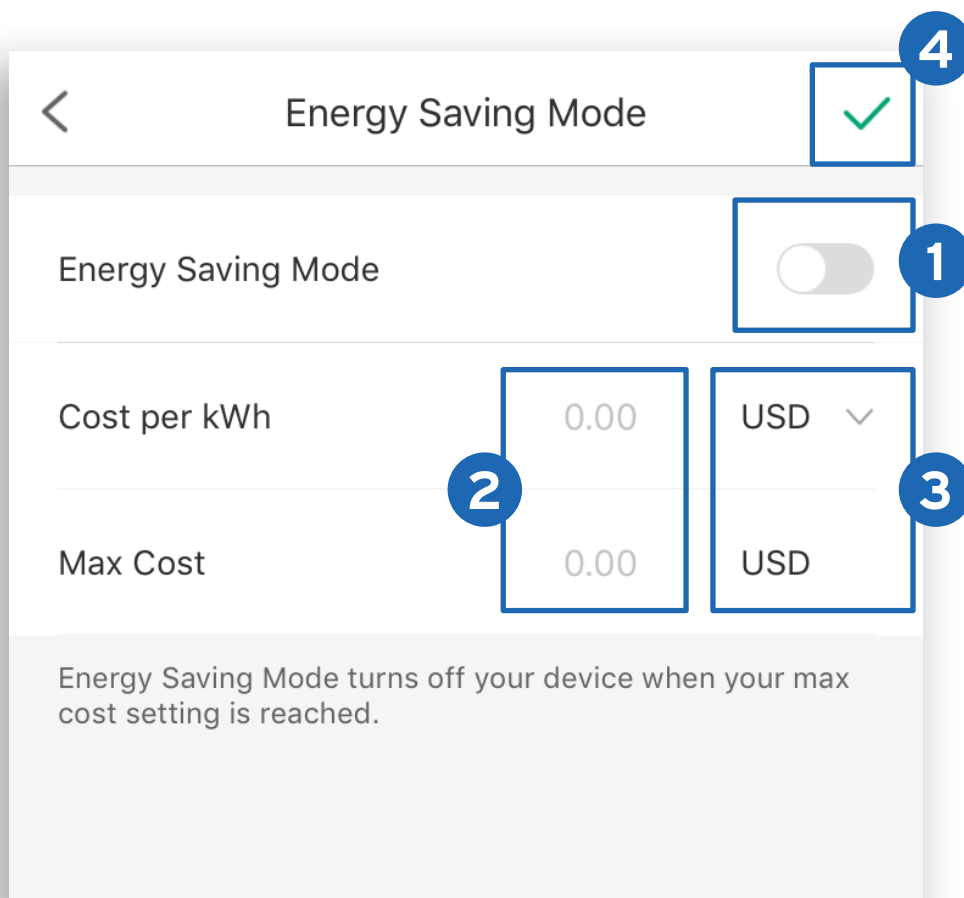 4
Energy Saving Mode
Energy Saving Mode
1
Cost per kWh 0.00 USD
2
3
Max Cost 0.00 USD
Energy Saving Mode turns off your device when your max
cost setting is reached.